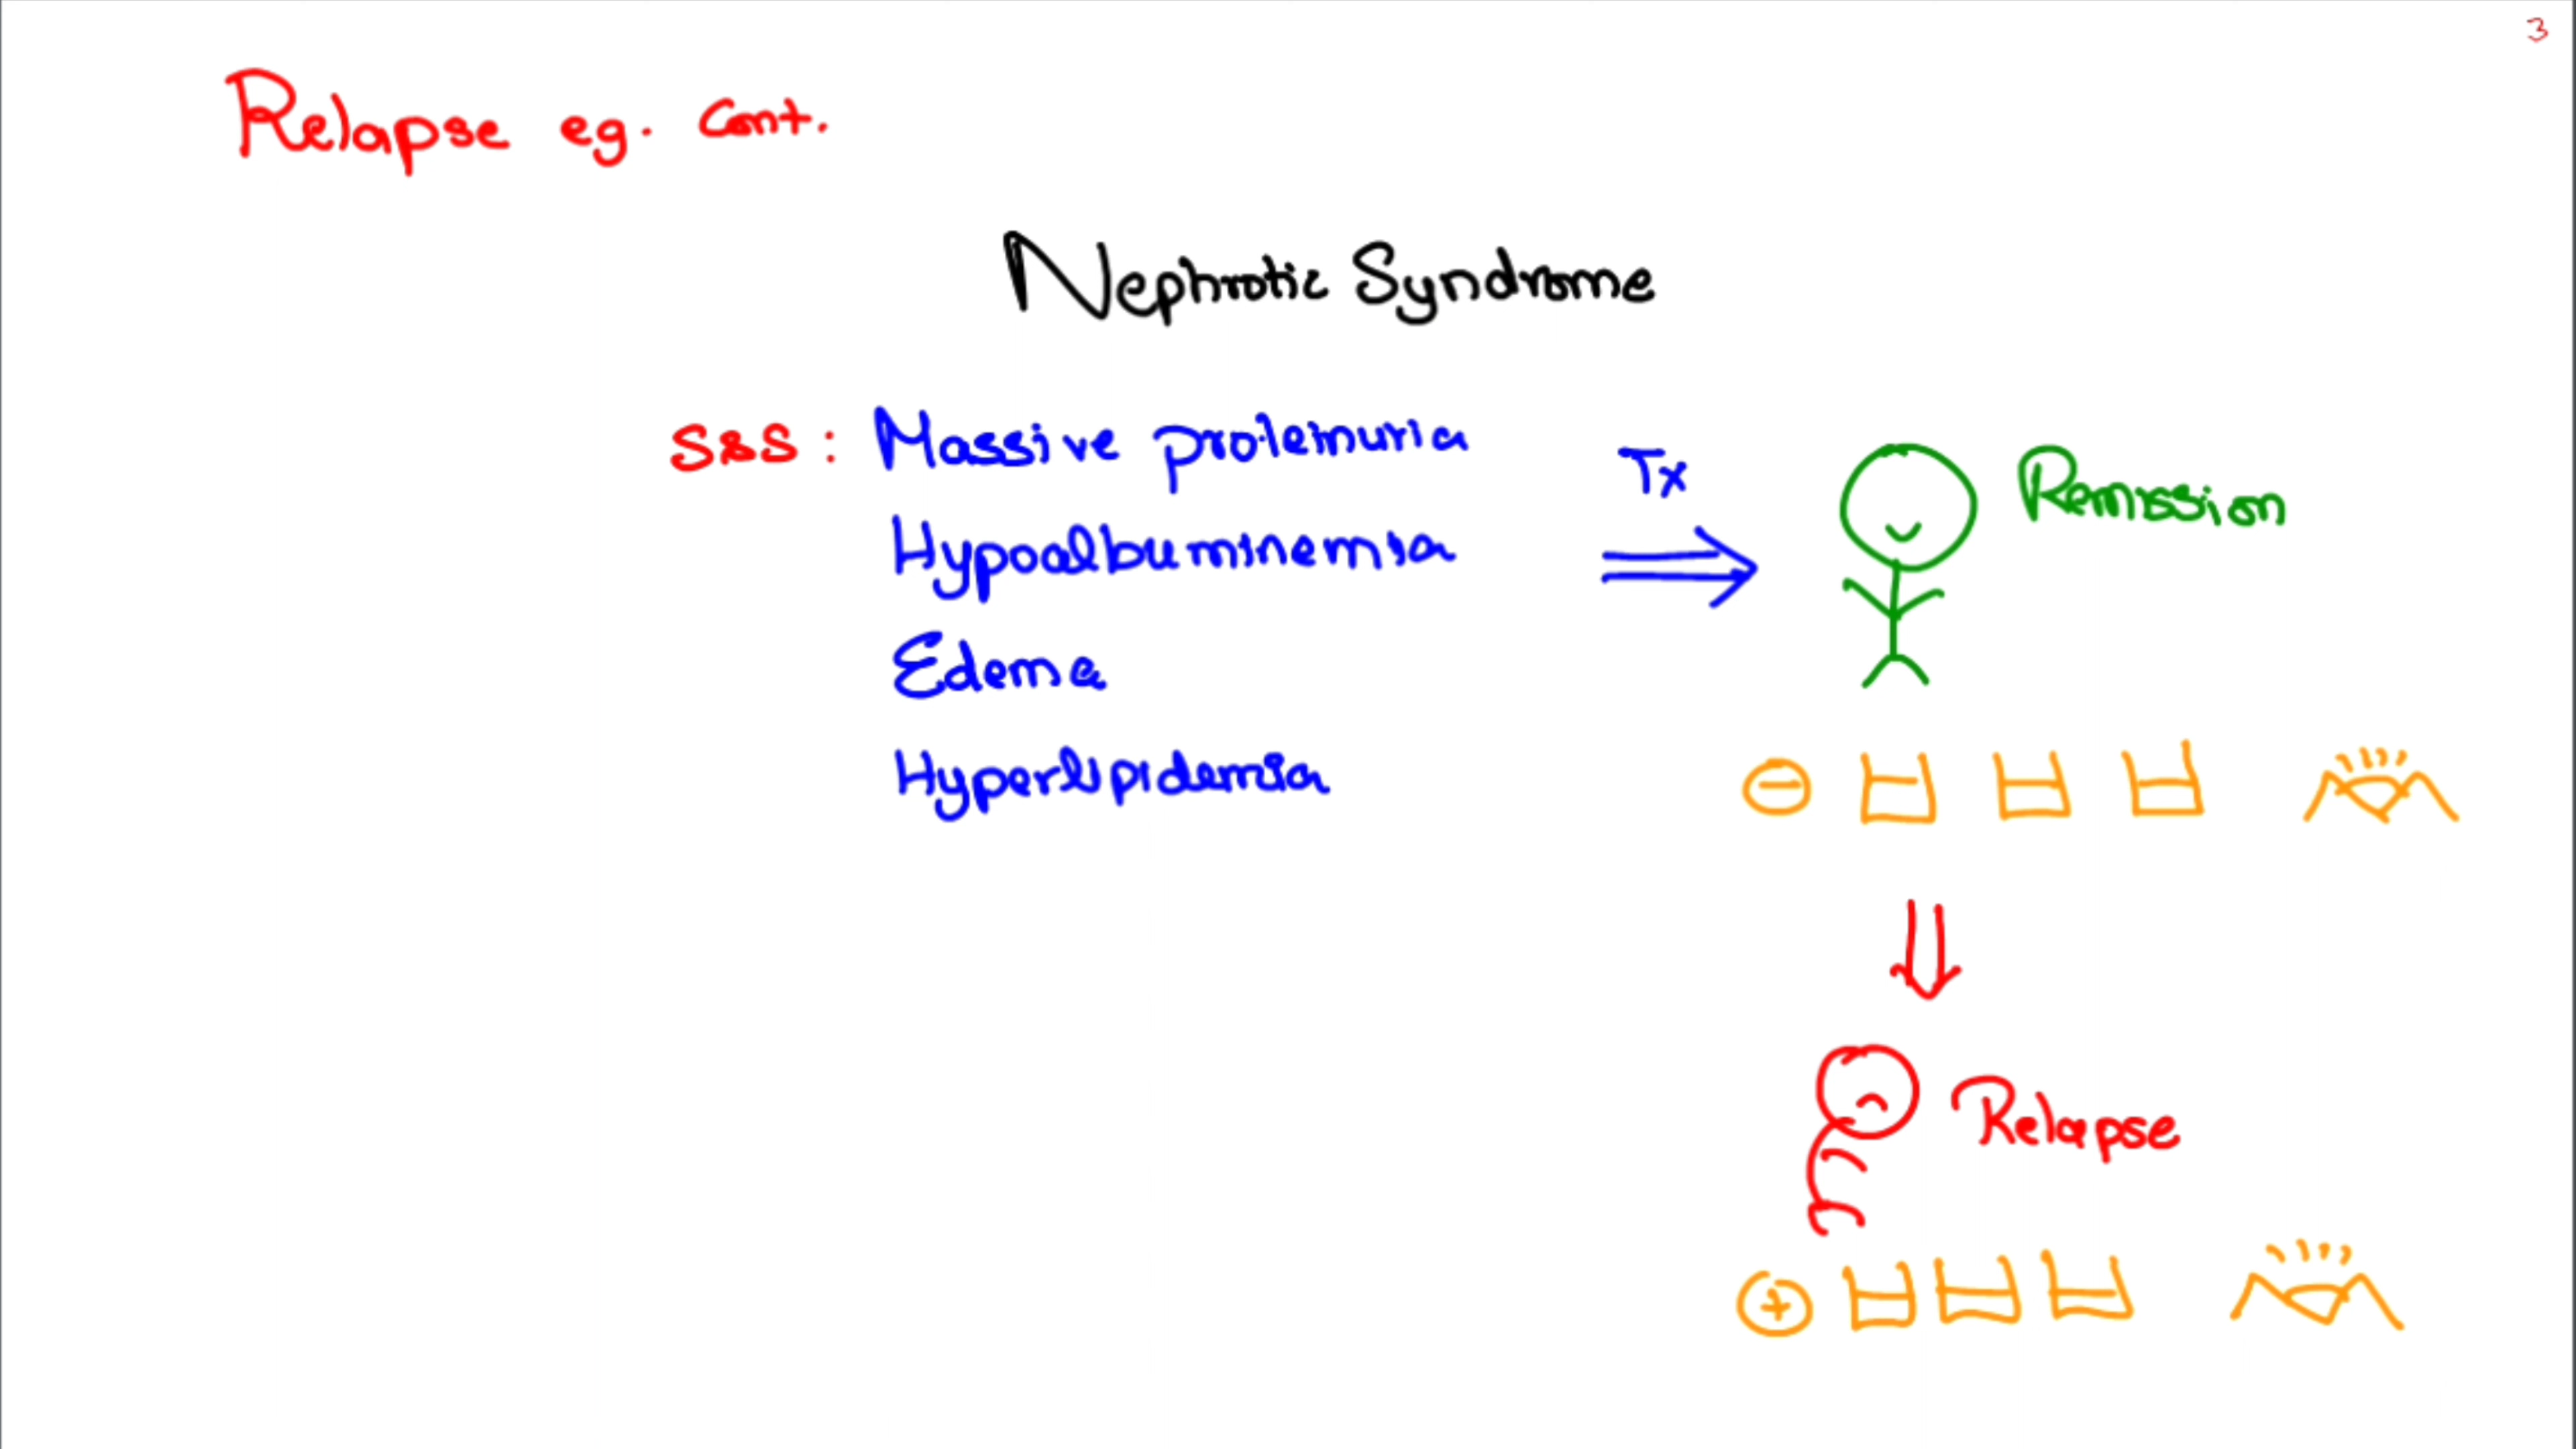 3
Relapse eg. Cont.
Nephrotic Syndrome
S&S: Massive proteinuria
Hypoalbuminemia
Edema
Hyperlipidemia
Tx
Remission
Relapse